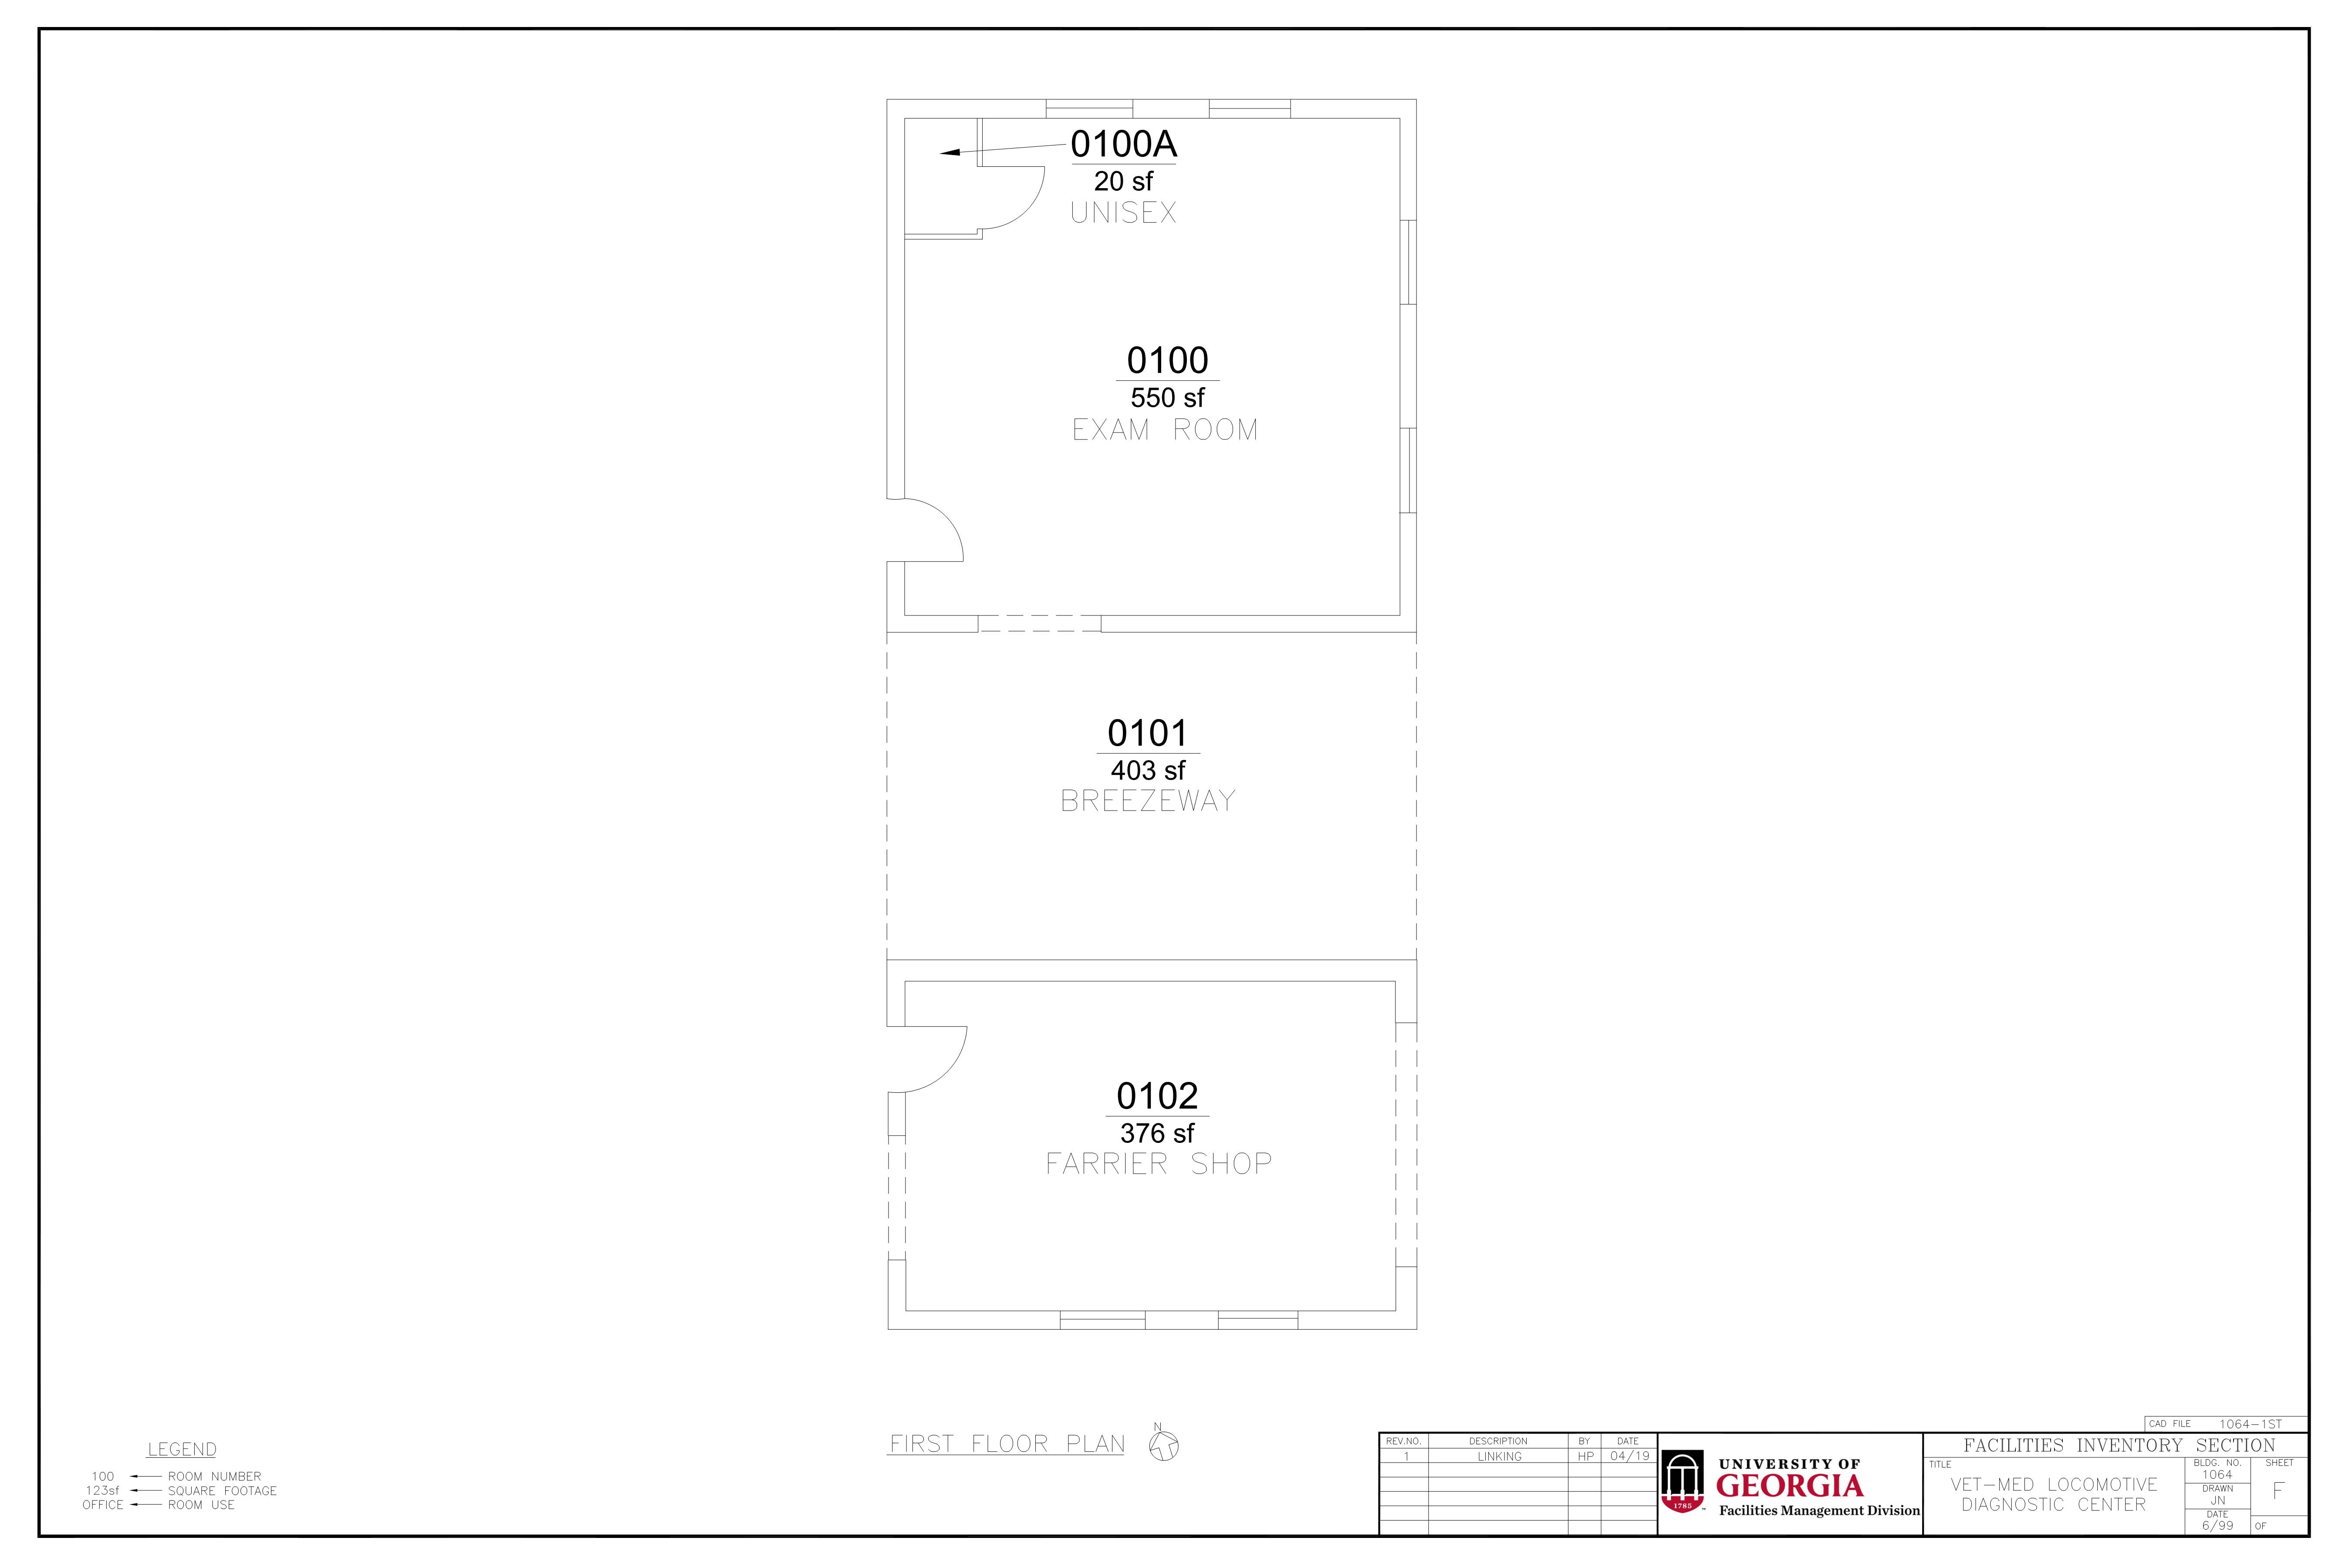 0100A
20 sf
UNISEX
0100
550 sf
EXAM ROOM
0101
403 sf
BREEZEWAY
0102
376 sf
FARRIER SHOP
FIRST FLOOR PLAN
N
LEGEND
100 ROOM NUMBER
123sf SQUARE FOOTAGE
OFFICE ROOM USE
CAD FILE 1064-1ST
REV.NO. DESCRIPTION BY DATE
1 LINKING HP 04/19
1785
UNIVERSITY OF
GEORGIA
Facilities Management Division
FACILITIES INVENTORY SECTION
TITLE
VET-MED LOCOMOTIVE
DIAGNOSTIC CENTER
BLDG. NO.
1064
DRAWN
JN
DATE
6/99
SHEET
F
OF